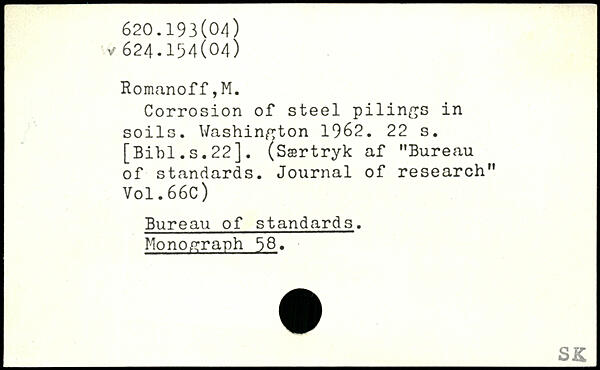 620.193(04)
v 624.154(04)
Romanoff,M.
Corrosion of steel pilings in
soils. Washington 1962. 22 s.
[Bibl.s.22]. (Særtryk af "Bureau
of standards. Journal of research"
Vol.66C)
Bureau of standards.
Monograph 58.
SK